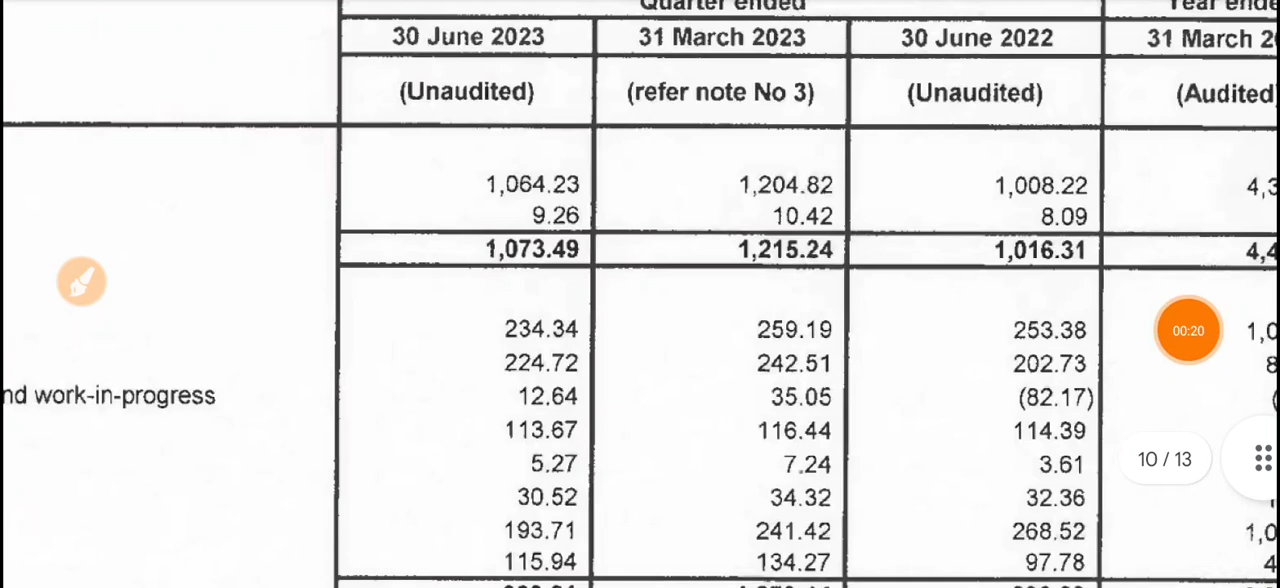 Quarter ended
30 June 2023 31 March 2023 30 June 2022 31 March
(Unaudited) (refer note No 3) (Unaudited) (Audited)
1,064.23 1,204.82 1,008.22
9.26 10.42 8.09
1,073.49 1,215.24 1,016.31
234.34 259.19 253.38
00:20
224.72 242.51 202.73
nd work-in-progress 12.64 35.05 (82.17)
113.67 116.44 114.39
5.27 7.24 3.61
10 / 13
30.52 34.32 32.36
193.71 241.42 268.52
115.94 134.27 97.78